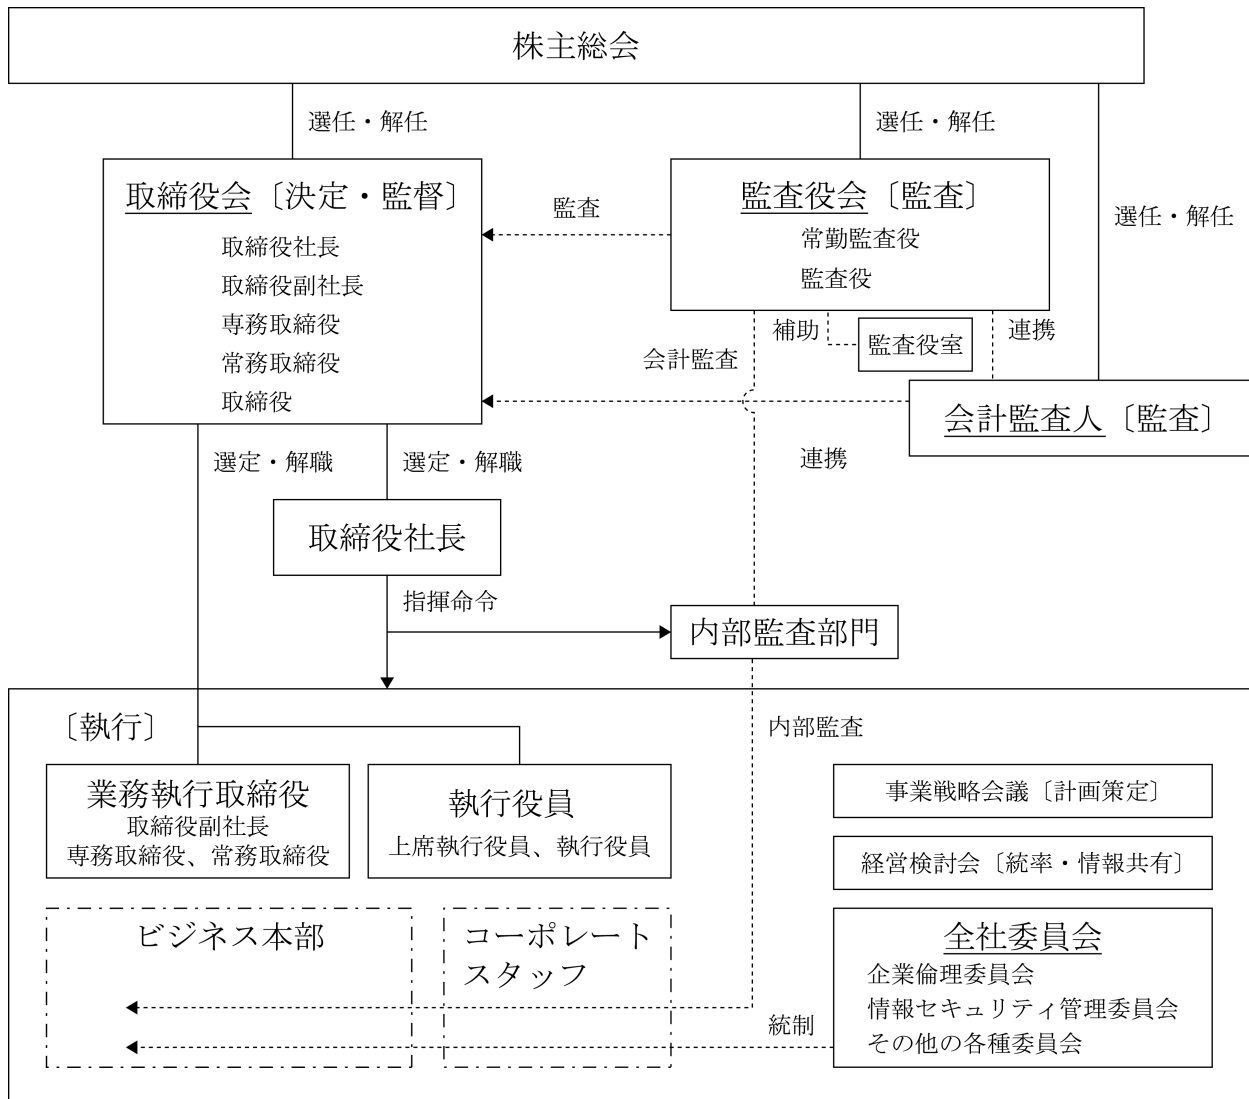 株主総会
選任・解任
選任・解任
選任・解任
取締役会〔決定・監督〕
取締役社長
取締役副社長
専務取締役
常務取締役
取締役
監査
監査役会〔監査〕
常勤監査役
監査役
補助
監査役室
連携
会計監査
会計監査人〔監査〕
連携
選定・解職
選定・解職
取締役社長
指揮命令
内部監査部門
内部監査
〔執行〕
業務執行取締役
取締役副社長
専務取締役、常務取締役
執行役員
上席執行役員、執行役員
事業戦略会議〔計画策定〕
経営検討会〔統率・情報共有〕
ビジネス本部
コーポレート
スタッフ
全社委員会
企業倫理委員会
情報セキュリティ管理委員会
その他の各種委員会
統制